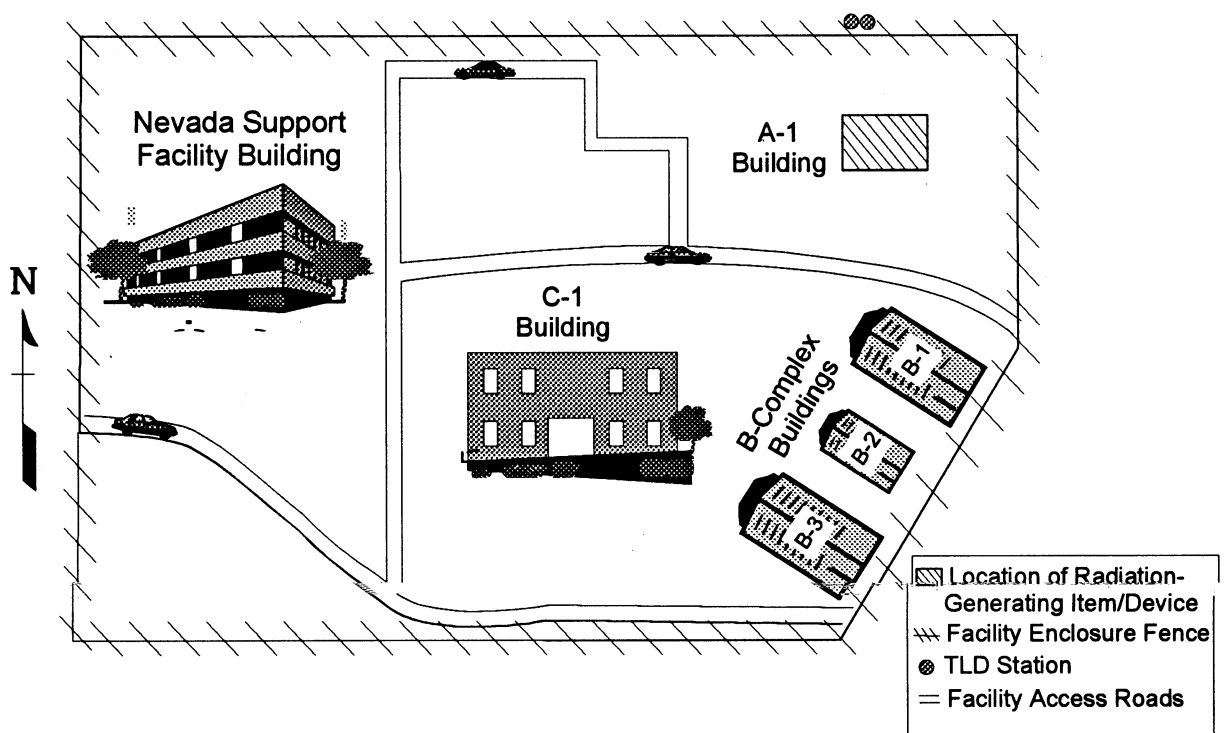 Nevada Support
Facility Building
A-1
Building
N
C-1
Building
B-Complex
Buildings
B-1
B-2
B-3
Location of Radiation-
Generating Item/Device
Facility Enclosure Fence
TLD Station
Facility Access Roads